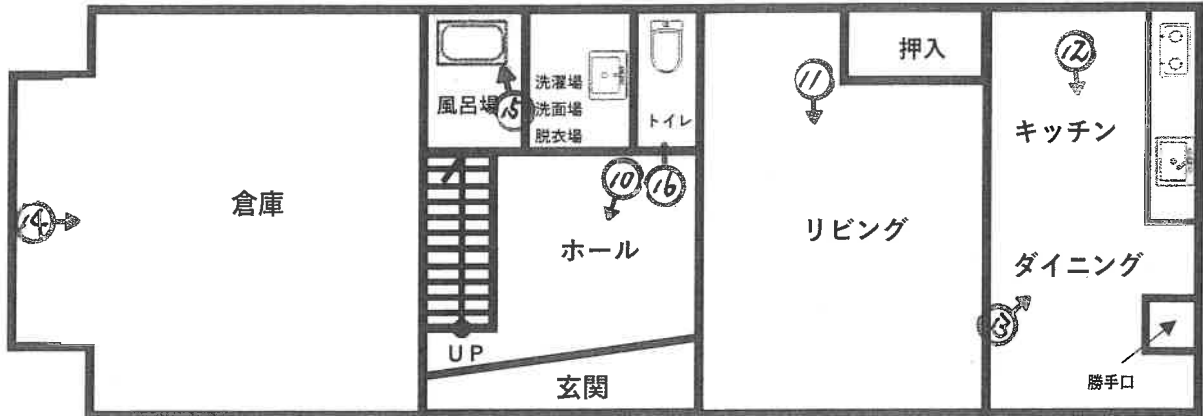 押入
12
11
洗濯場
風呂場
15
洗面場
トイレ
キッチン
脱衣場
10
16
倉庫
14
リビング
ホール
ダイニング
13
UP
玄関
勝手口